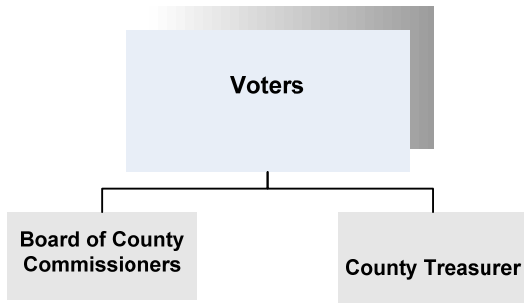 Voters
Board of County
Commissioners
County Treasurer